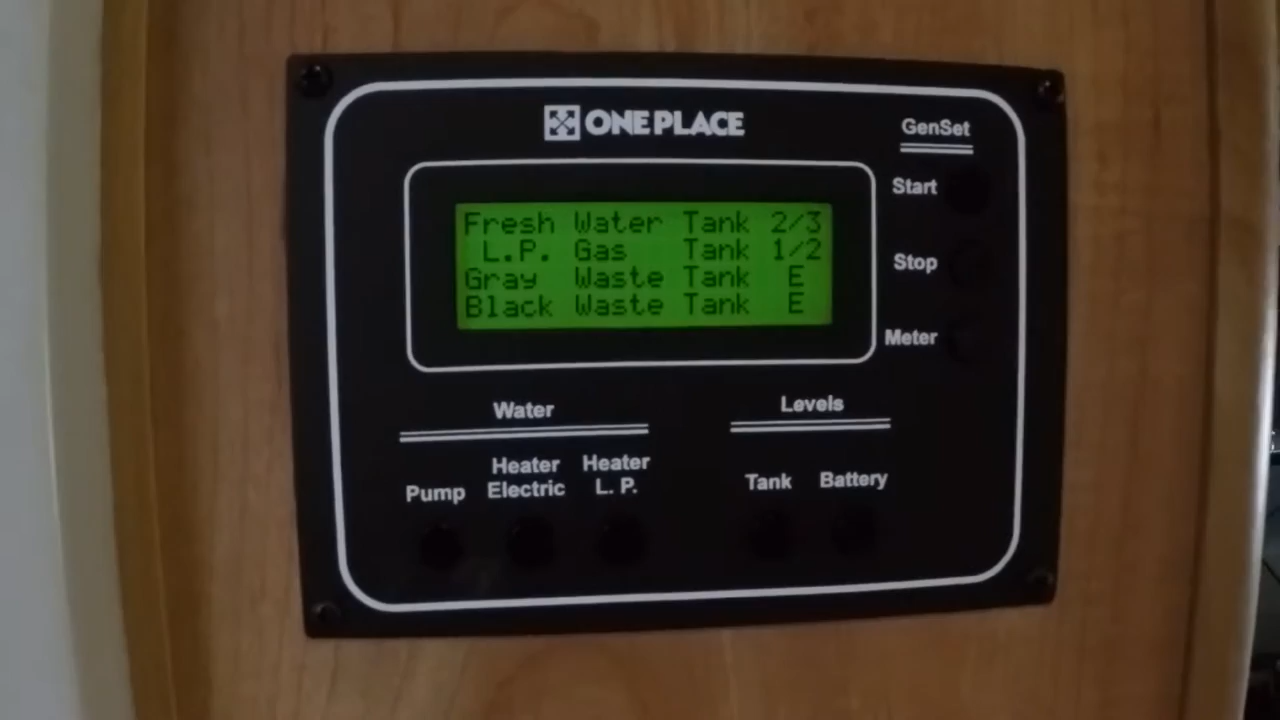 ONE PLACE
GenSet
Start
Stop
Meter
Fresh Water Tank 2/3
L.P. Gas Tank 1/2
Gray Waste Tank E
Black Waste Tank E
Water
Pump
Heater Electric
Heater L. P.
Levels
Tank
Battery